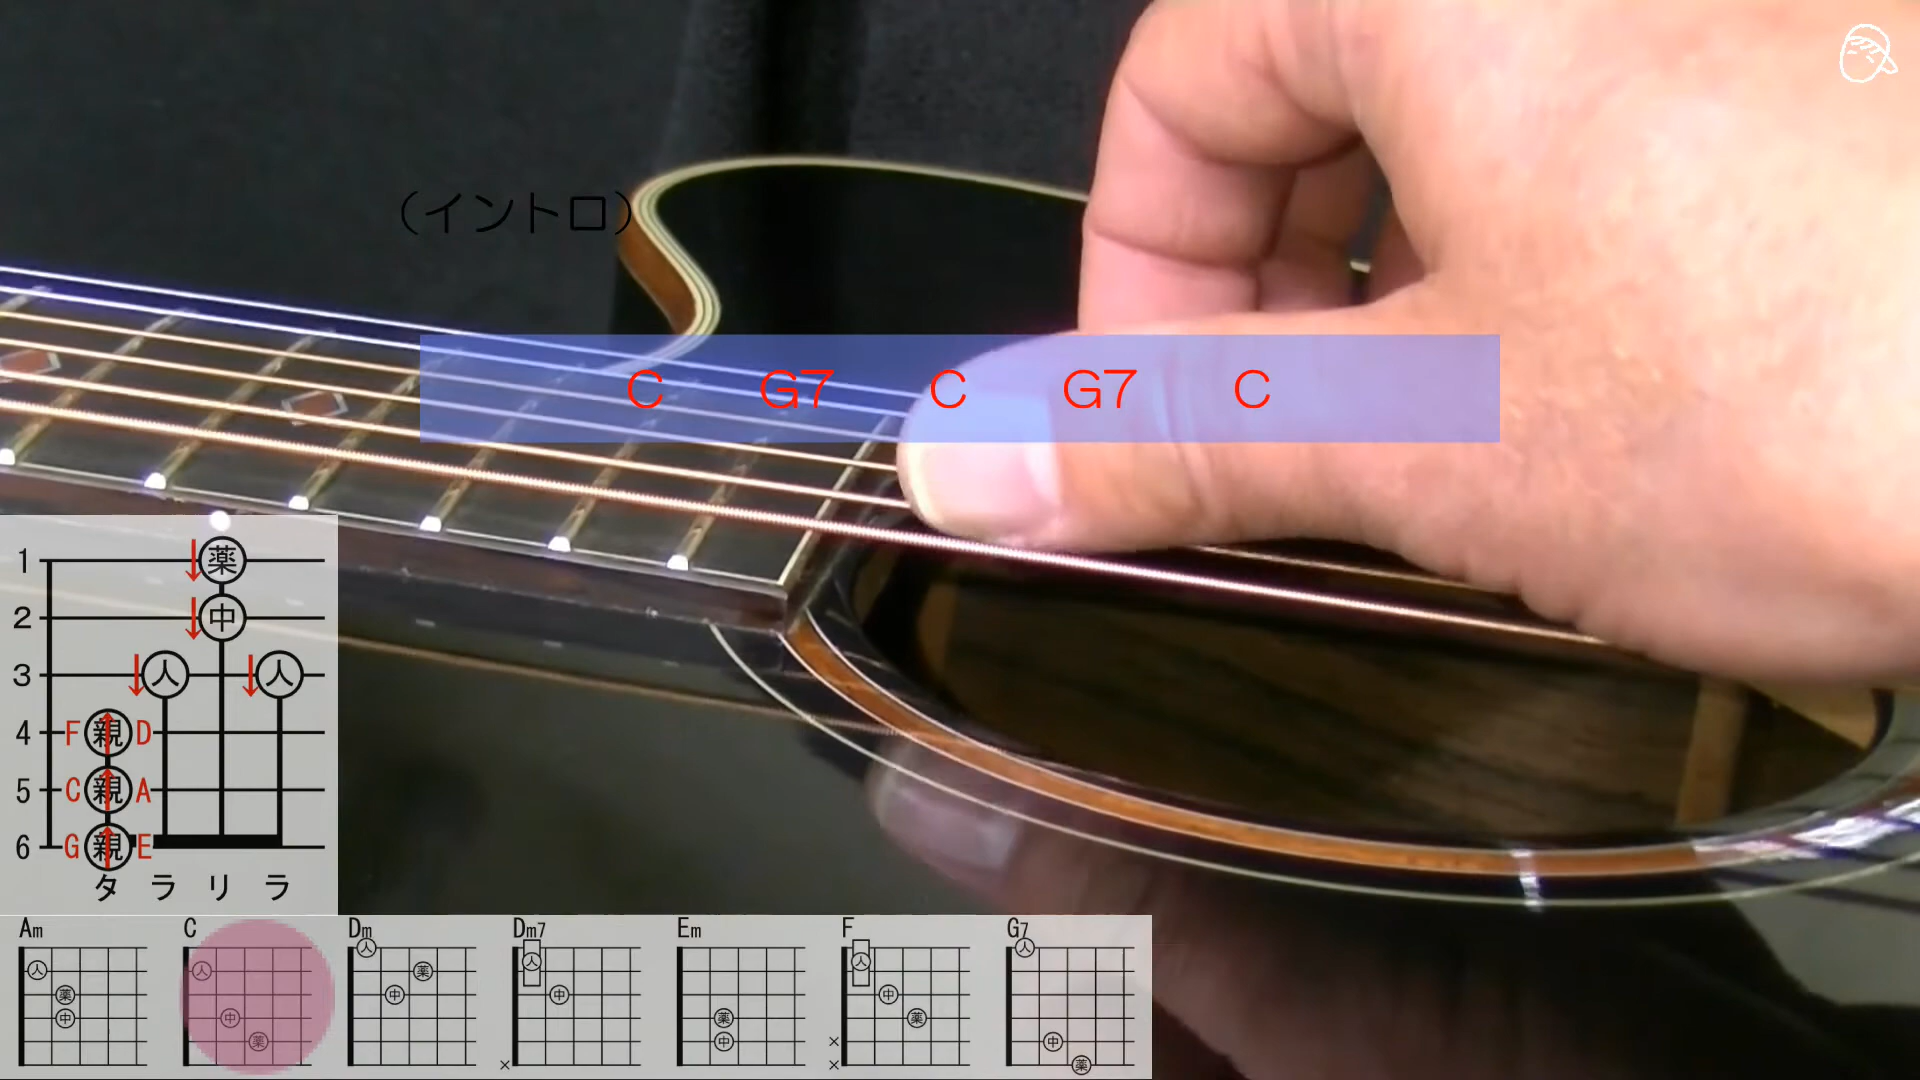 （イントロ）
C G7 C G7 C
1 薬
2 中
3 人 人
4 F 親 D
5 C 親 A
6 G 親 E
タ ラ リ ラ
Am C Dm Dm7 Em F G7
人 人 人 人 人 人
薬 中 中 薬 薬 中 中 薬 中 中 薬 中 薬
× × ×